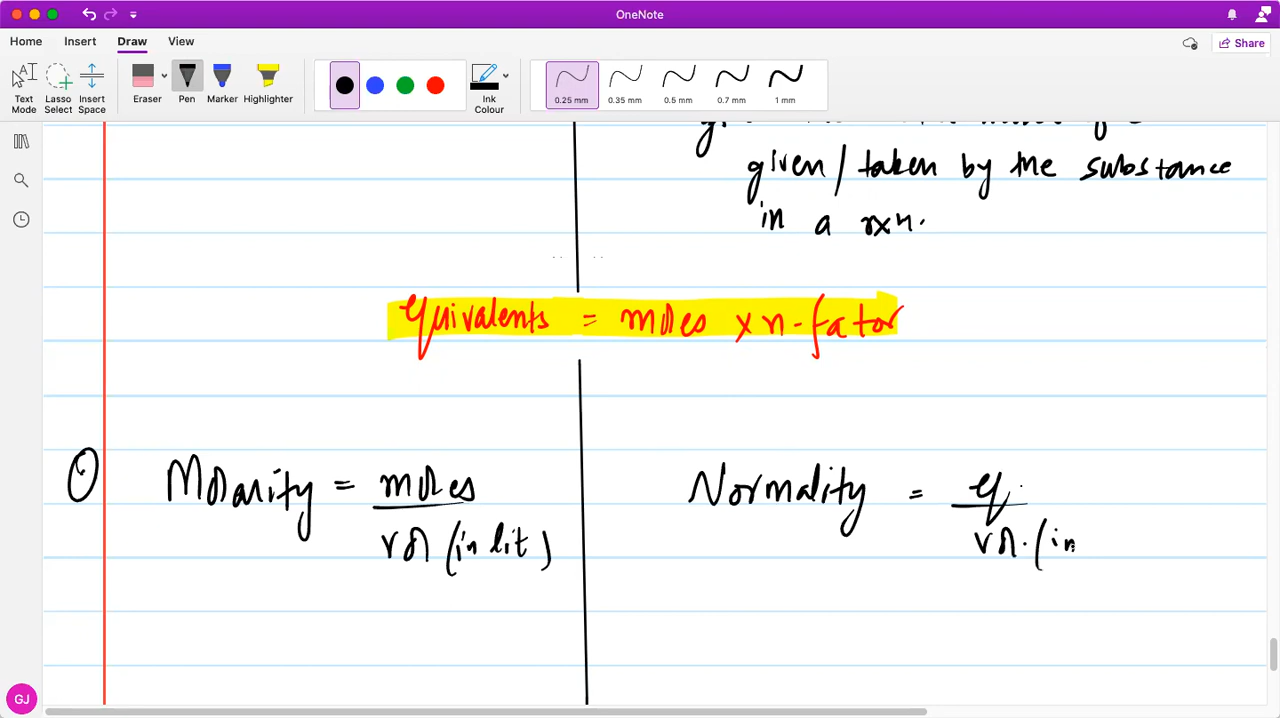 OneNote
Home Insert Draw View
Share
Text Mode
Lasso Select
Insert Space
Eraser
Pen
Marker
Highlighter
Ink Colour
0.25 mm
0.35 mm
0.5 mm
0.7 mm
1 mm
given / taken by the substance
in a rxn.
equivalents = moles x n-factor
Molarity = moles
vol (in lit)
Normality = eq.
vol. (in
GJ